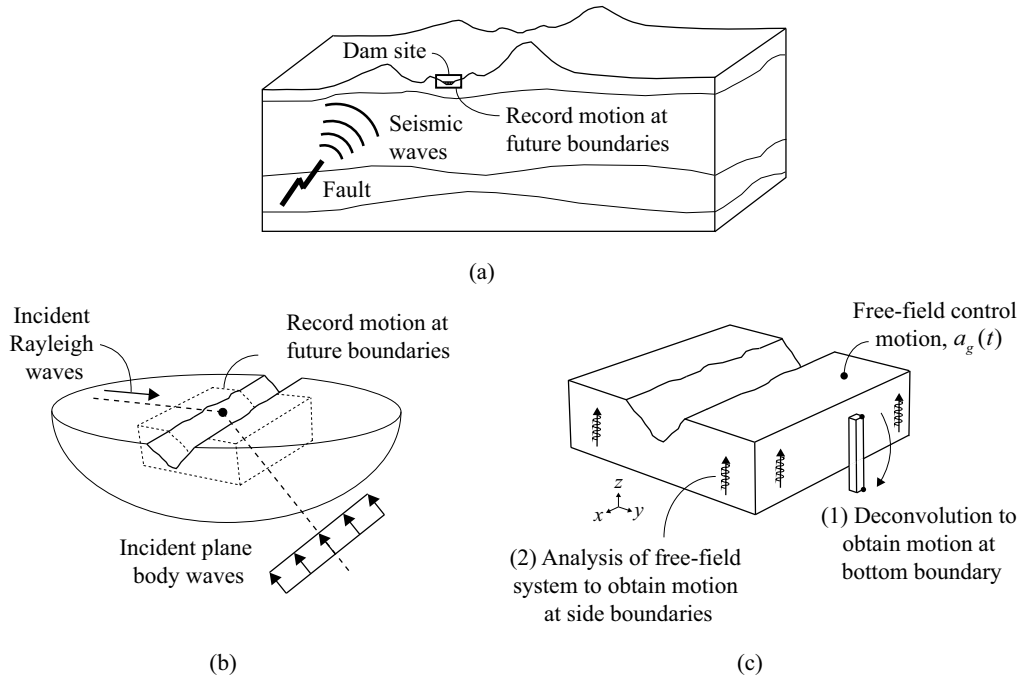 Dam site
Record motion at
future boundaries
Seismic
waves
Fault
(a)
Incident
Rayleigh
waves
Record motion at
future boundaries
Incident plane
body waves
(b)
Free-field control
motion, a_g(t)
z
x
y
(1) Deconvolution to
obtain motion at
bottom boundary
(2) Analysis of free-field
system to obtain motion
at side boundaries
(c)